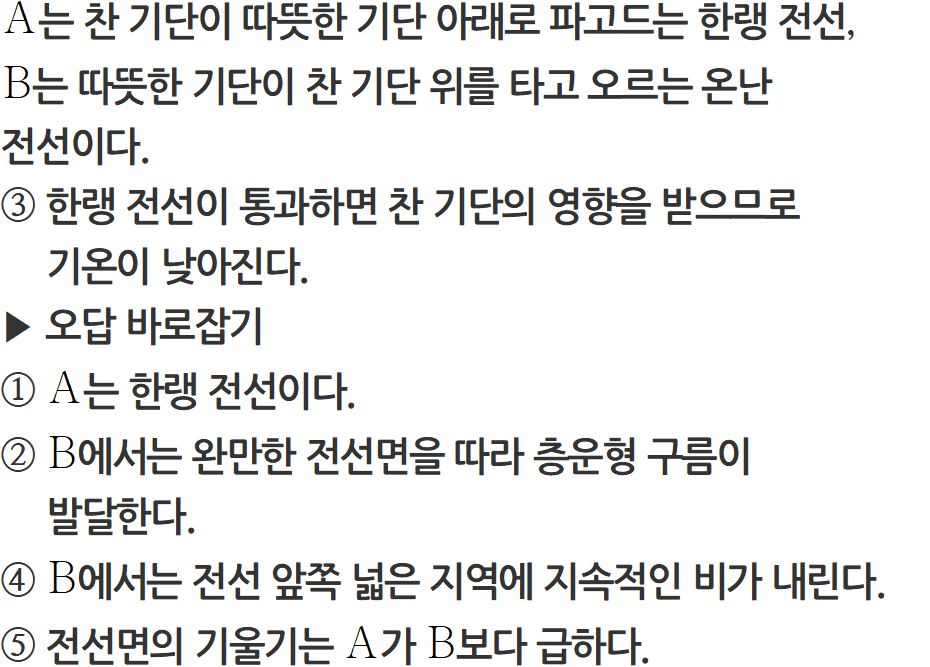 A는 찬 기단이 따뜻한 기단 아래로 파고드는 한랭 전선,
B는 따뜻한 기단이 찬 기단 위를 타고 오르는 온난
전선이다.
③ 한랭 전선이 통과하면 찬 기단의 영향을 받으므로
기온이 낮아진다.
▶ 오답 바로잡기
① A는 한랭 전선이다.
② B에서는 완만한 전선면을 따라 층운형 구름이
발달한다.
④ B에서는 전선 앞쪽 넓은 지역에 지속적인 비가 내린다.
⑤ 전선면의 기울기는 A가 B보다 급하다.